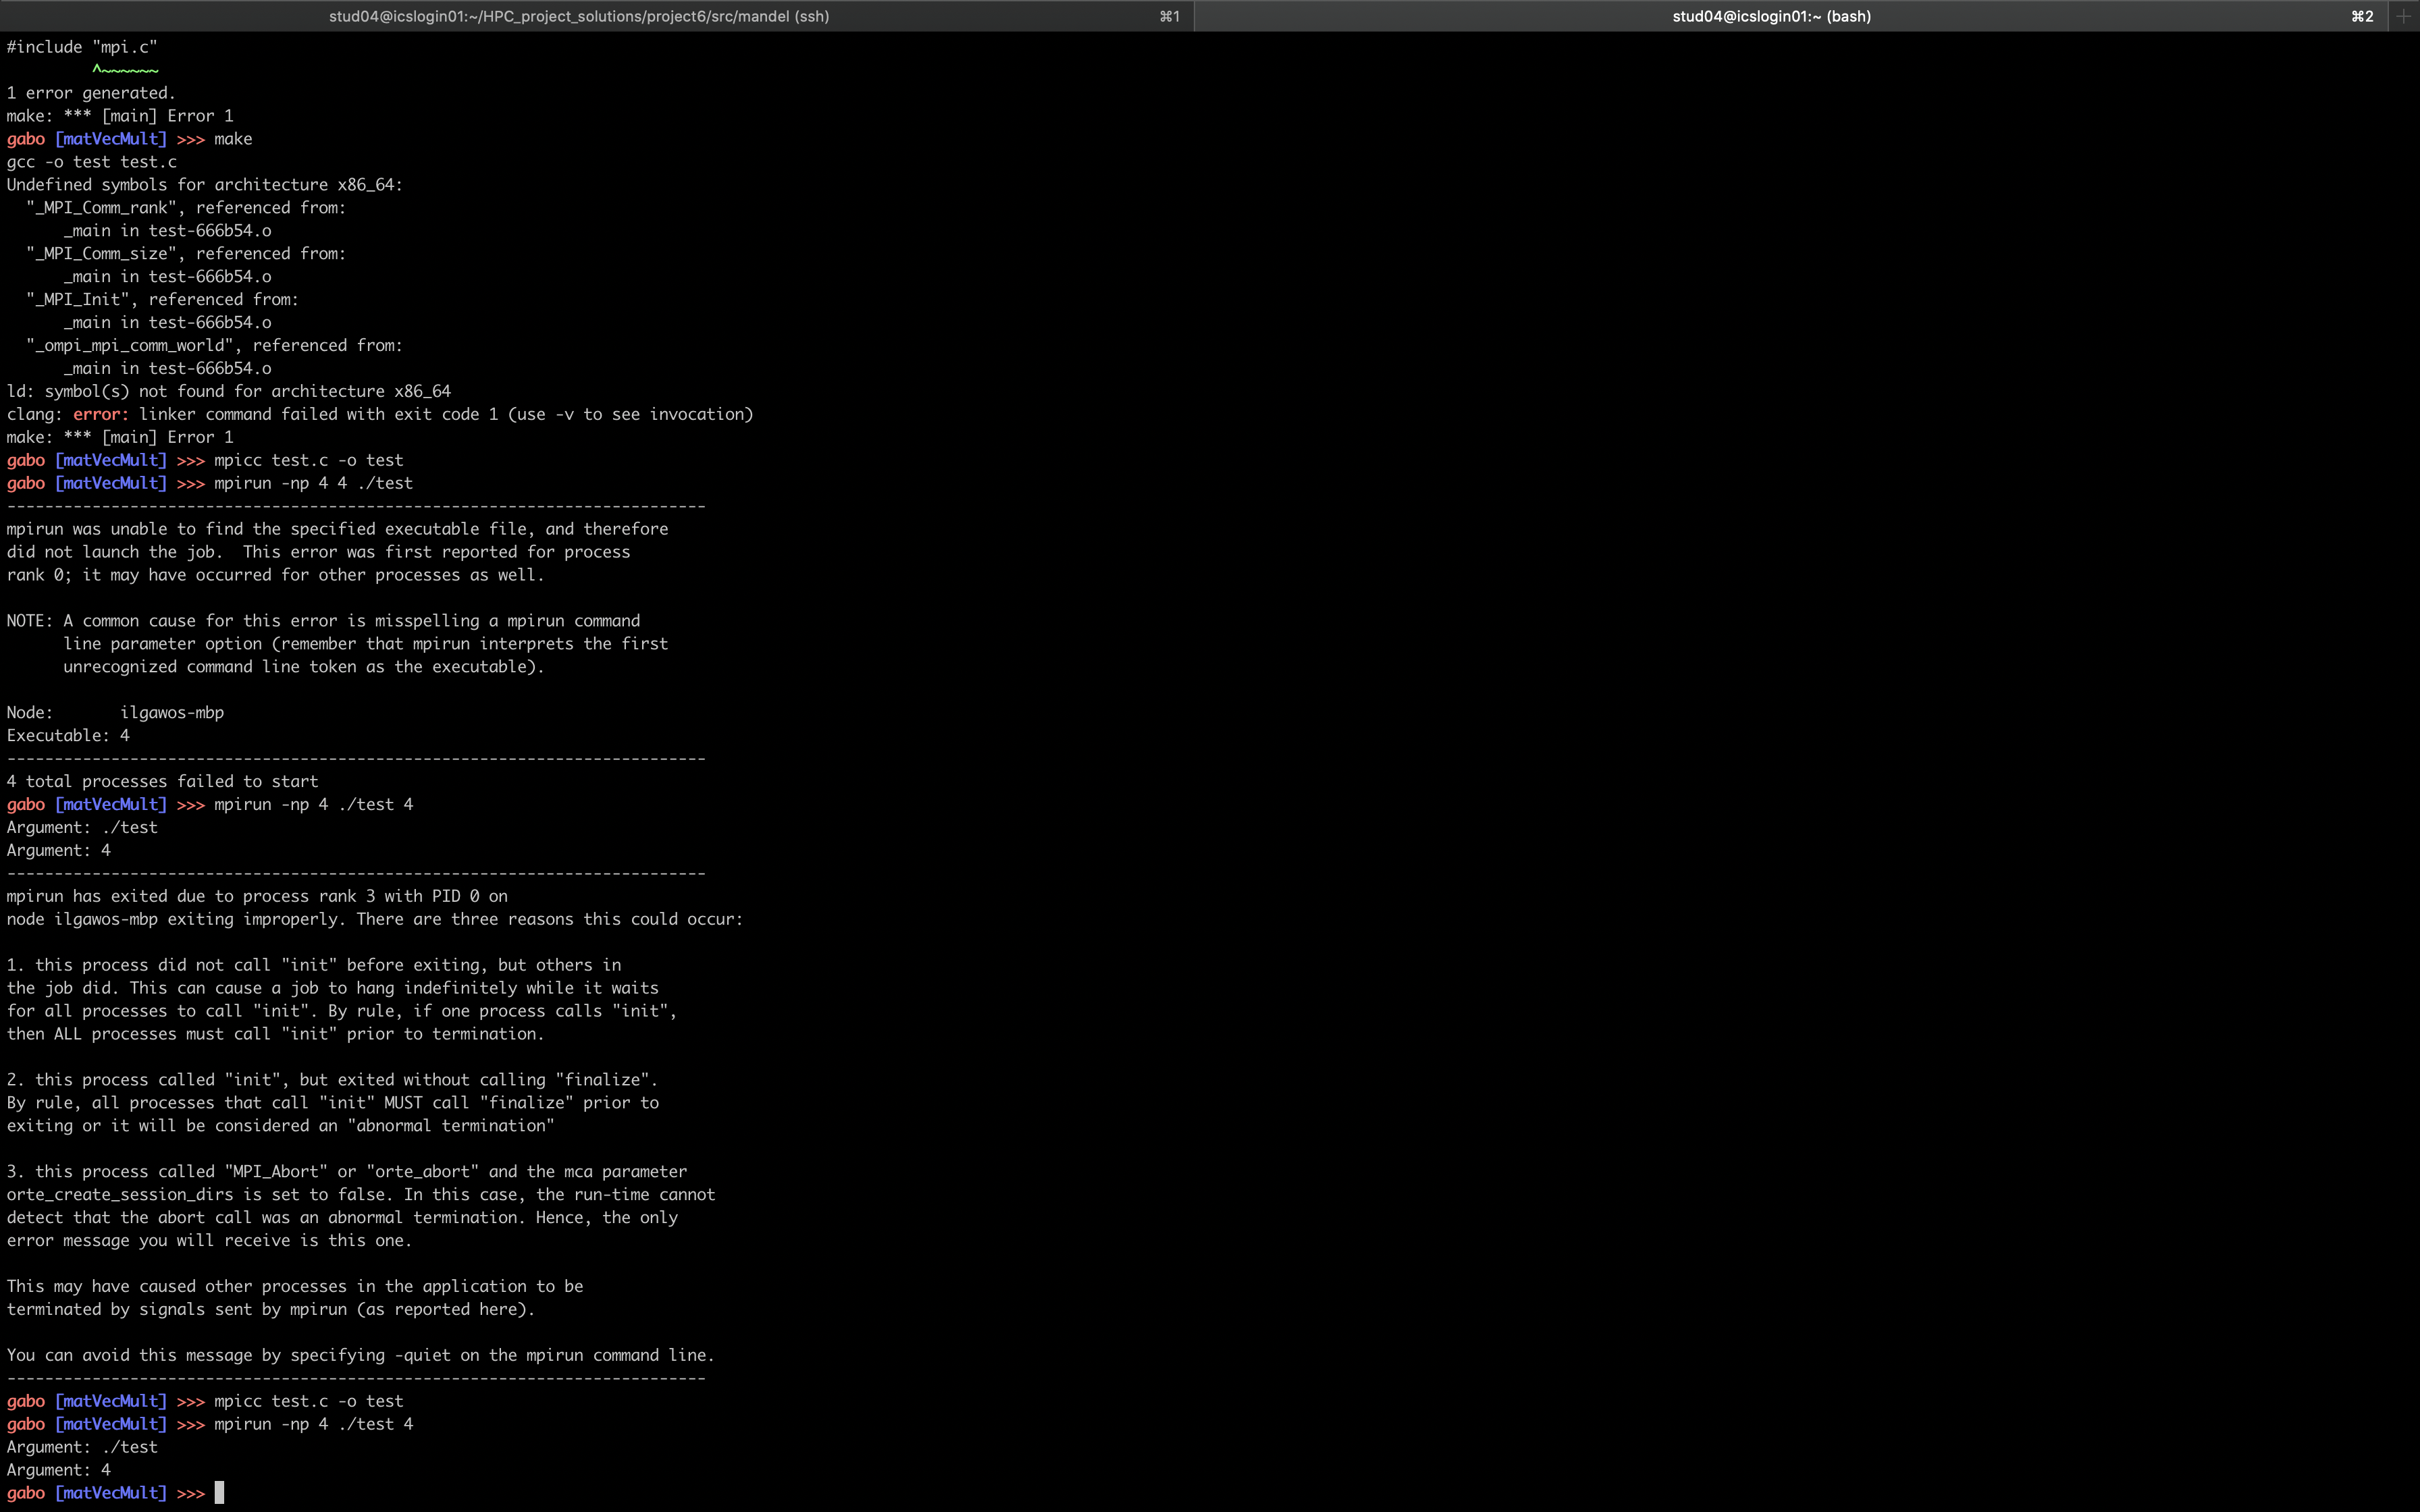 stud04@icslogin01:~/HPC_project_solutions/project6/src/mandel (ssh) ⌘1 stud04@icslogin01:~ (bash) ⌘2
#include "mpi.c"
         ^~~~~~~
1 error generated.
make: *** [main] Error 1
gabo [matVecMult] >>> make
gcc -o test test.c
Undefined symbols for architecture x86_64:
  "_MPI_Comm_rank", referenced from:
      _main in test-666b54.o
  "_MPI_Comm_size", referenced from:
      _main in test-666b54.o
  "_MPI_Init", referenced from:
      _main in test-666b54.o
  "_ompi_mpi_comm_world", referenced from:
      _main in test-666b54.o
ld: symbol(s) not found for architecture x86_64
clang: error: linker command failed with exit code 1 (use -v to see invocation)
make: *** [main] Error 1
gabo [matVecMult] >>> mpicc test.c -o test
gabo [matVecMult] >>> mpirun -np 4 4 ./test
--------------------------------------------------------------------------
mpirun was unable to find the specified executable file, and therefore
did not launch the job.  This error was first reported for process
rank 0; it may have occurred for other processes as well.

NOTE: A common cause for this error is misspelling a mpirun command
      line parameter option (remember that mpirun interprets the first
      unrecognized command line token as the executable).

Node:       ilgawos-mbp
Executable: 4
--------------------------------------------------------------------------
4 total processes failed to start
gabo [matVecMult] >>> mpirun -np 4 ./test 4
Argument: ./test
Argument: 4
--------------------------------------------------------------------------
mpirun has exited due to process rank 3 with PID 0 on
node ilgawos-mbp exiting improperly. There are three reasons this could occur:

1. this process did not call "init" before exiting, but others in
the job did. This can cause a job to hang indefinitely while it waits
for all processes to call "init". By rule, if one process calls "init",
then ALL processes must call "init" prior to termination.

2. this process called "init", but exited without calling "finalize".
By rule, all processes that call "init" MUST call "finalize" prior to
exiting or it will be considered an "abnormal termination"

3. this process called "MPI_Abort" or "orte_abort" and the mca parameter
orte_create_session_dirs is set to false. In this case, the run-time cannot
detect that the abort call was an abnormal termination. Hence, the only
error message you will receive is this one.

This may have caused other processes in the application to be
terminated by signals sent by mpirun (as reported here).

You can avoid this message by specifying -quiet on the mpirun command line.
--------------------------------------------------------------------------
gabo [matVecMult] >>> mpicc test.c -o test
gabo [matVecMult] >>> mpirun -np 4 ./test 4
Argument: ./test
Argument: 4
gabo [matVecMult] >>>